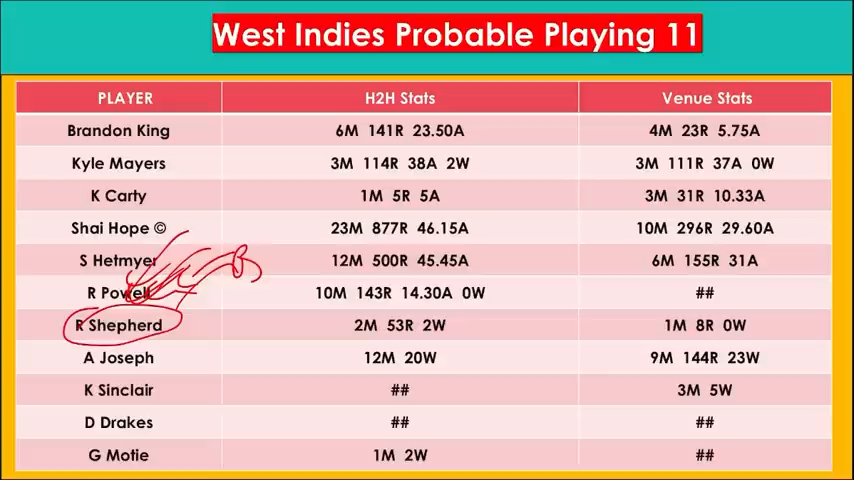 West Indies Probable Playing 11
PLAYER H2H Stats Venue Stats
Brandon King 6M 141R 23.50A 4M 23R 5.75A
Kyle Mayers 3M 114R 38A 2W 3M 111R 37A 0W
K Carty 1M 5R 5A 3M 31R 10.33A
Shai Hope © 23M 877R 46.15A 10M 296R 29.60A
S Hetmyer 12M 500R 45.45A 6M 155R 31A
R Powell 10M 143R 14.30A 0W ##
R Shepherd 2M 53R 2W 1M 8R 0W
A Joseph 12M 20W 9M 144R 23W
K Sinclair ## 3M 5W
D Drakes ## ##
G Motie 1M 2W ##